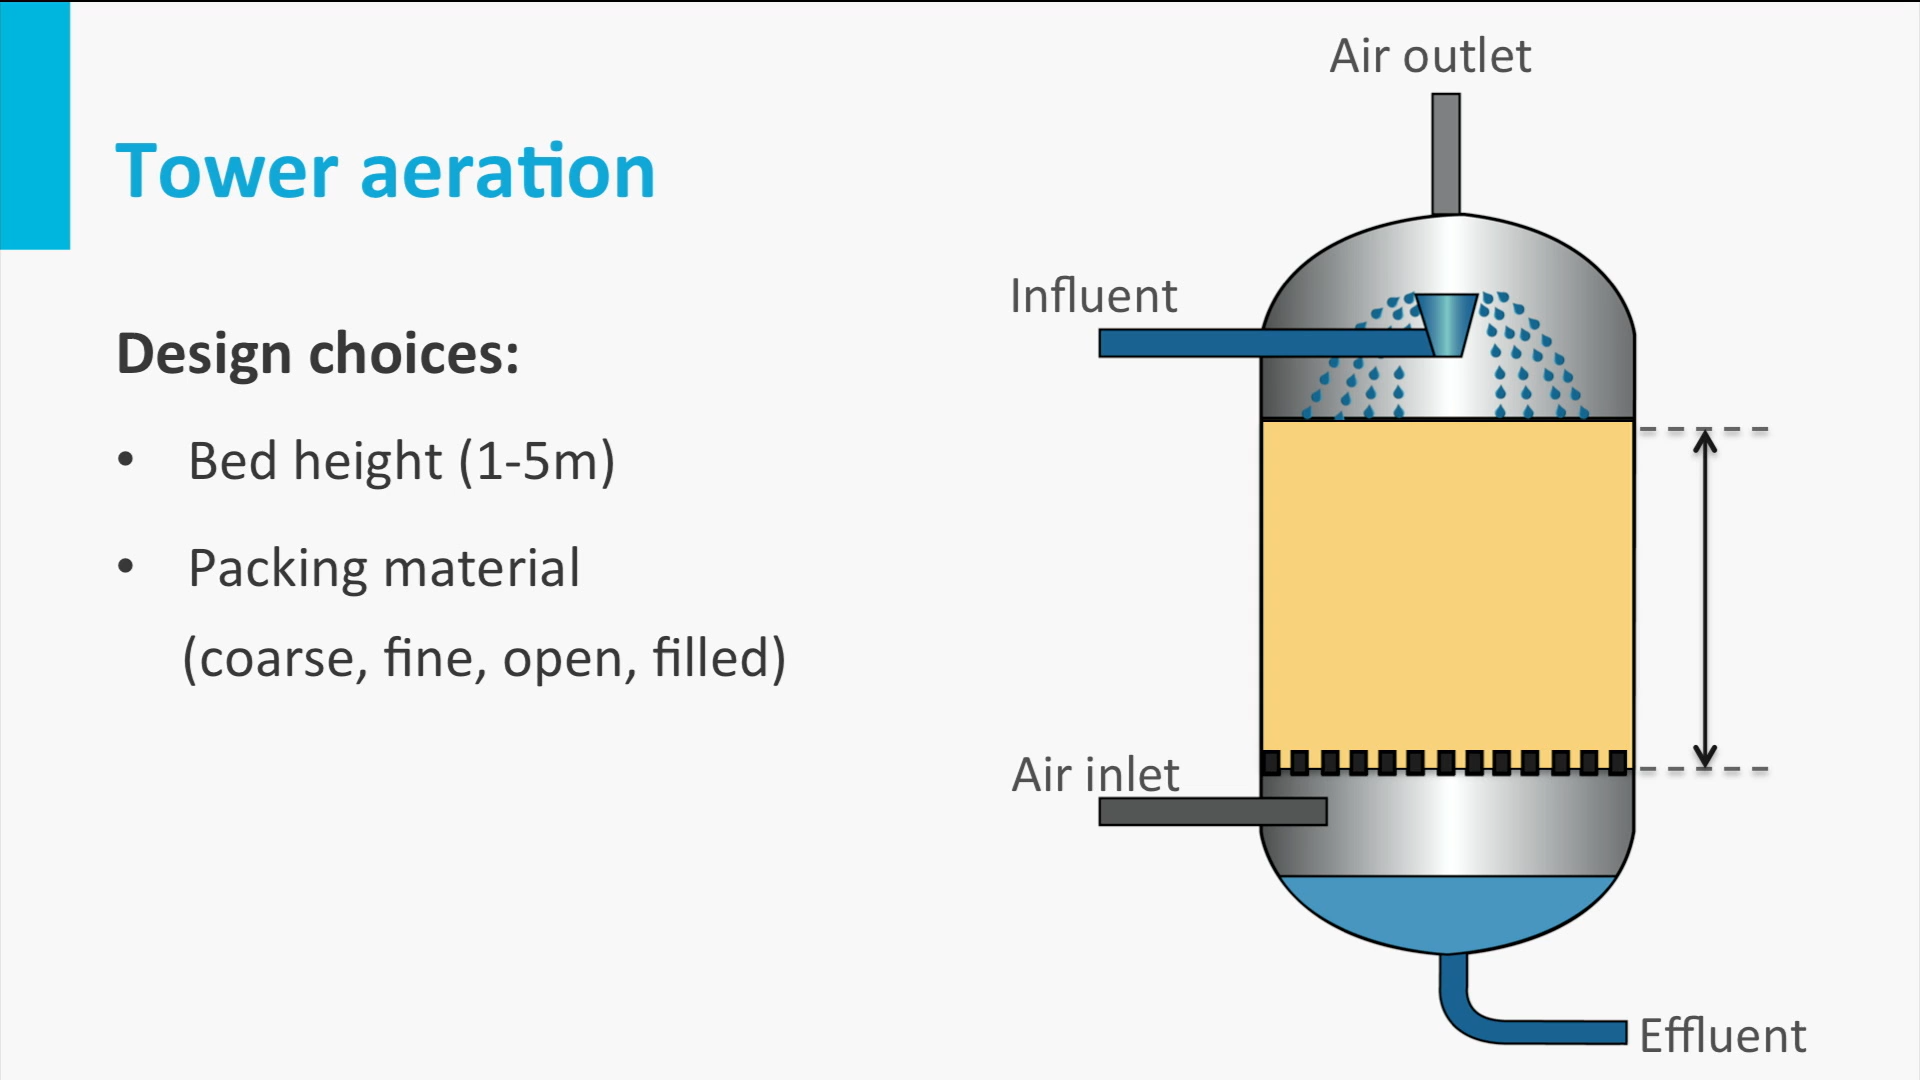 Tower aeration
Design choices:
• Bed height (1-5m)
• Packing material
(coarse, fine, open, filled)
Air outlet
Influent
Air inlet
Effluent